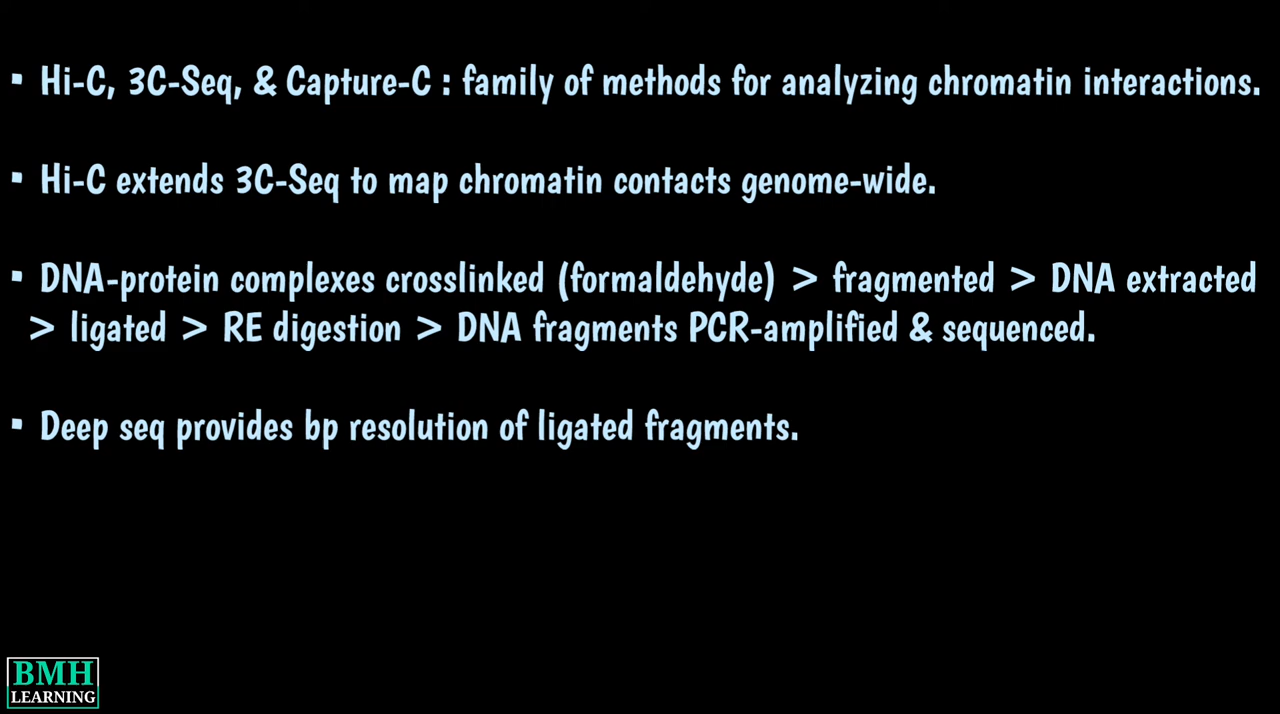 ▪ Hi-C, 3C-Seq, & Capture-C : family of methods for analyzing chromatin interactions.
▪ Hi-C extends 3C-Seq to map chromatin contacts genome-wide.
▪ DNA-protein complexes crosslinked (formaldehyde) > fragmented > DNA extracted
> ligated > RE digestion > DNA fragments PCR-amplified & sequenced.
▪ Deep seq provides bp resolution of ligated fragments.
BMH
LEARNING